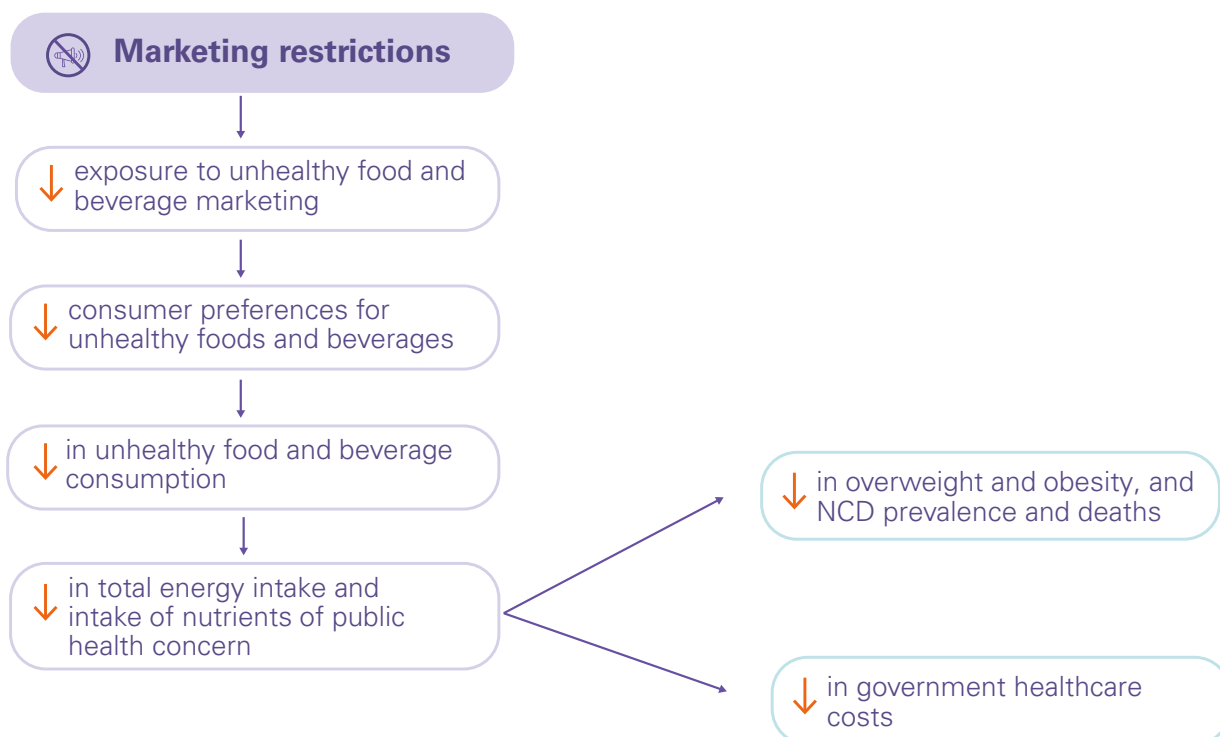 Marketing restrictions
exposure to unhealthy food and
beverage marketing
consumer preferences for
unhealthy foods and beverages
in unhealthy food and beverage
consumption
in total energy intake and
intake of nutrients of public
health concern
in overweight and obesity, and
NCD prevalence and deaths
in government healthcare
costs